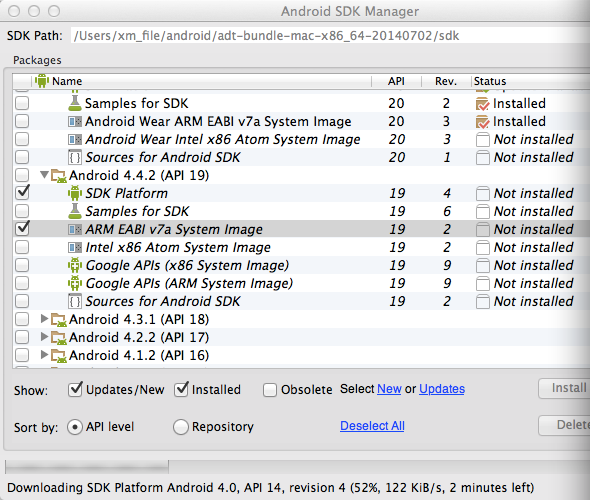 Android SDK Manager
SDK Path: /Users/xm_file/android/adt-bundle-mac-x86_64-20140702/sdk
Packages
Name API Rev. Status
Samples for SDK 20 2 Installed
Android Wear ARM EABI v7a System Image 20 3 Installed
Android Wear Intel x86 Atom System Image 20 3 Not installed
Sources for Android SDK 20 1 Not installed
Android 4.4.2 (API 19)
SDK Platform 19 4 Not installed
Samples for SDK 19 6 Not installed
ARM EABI v7a System Image 19 2 Not installed
Intel x86 Atom System Image 19 2 Not installed
Google APIs (x86 System Image) 19 9 Not installed
Google APIs (ARM System Image) 19 9 Not installed
Sources for Android SDK 19 2 Not installed
Android 4.3.1 (API 18)
Android 4.2.2 (API 17)
Android 4.1.2 (API 16)
Show: Updates/New Installed Obsolete Select New or Updates Install
Sort by: API level Repository Deselect All Delete
Downloading SDK Platform Android 4.0, API 14, revision 4 (52%, 122 KiB/s, 2 minutes left)